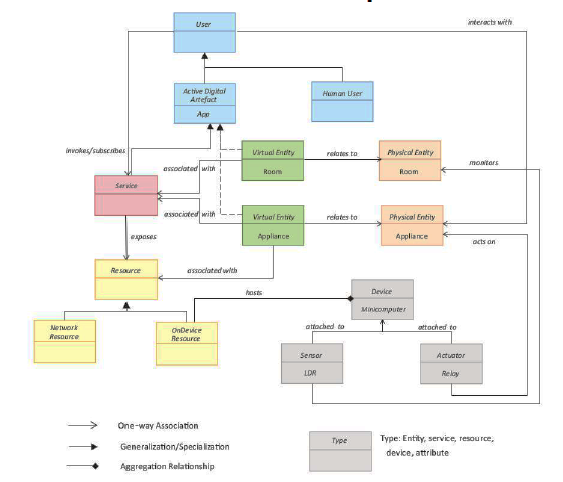 User
interacts with
Active Digital
Artefact
App
Human User
invokes/subscribes
Virtual Entity
Room
relates to
Physical Entity
Room
monitors
associated with
Service
associated with
Virtual Entity
Appliance
relates to
Physical Entity
Appliance
exposes
acts on
Resource
associated with
hosts
Device
Minicomputer
Network
Resource
OnDevice
Resource
attached to
attached to
Sensor
LDR
Actuator
Relay
One-way Association
Generalization/Specialization
Aggregation Relationship
Type
Type: Entity, service, resource,
device, attribute